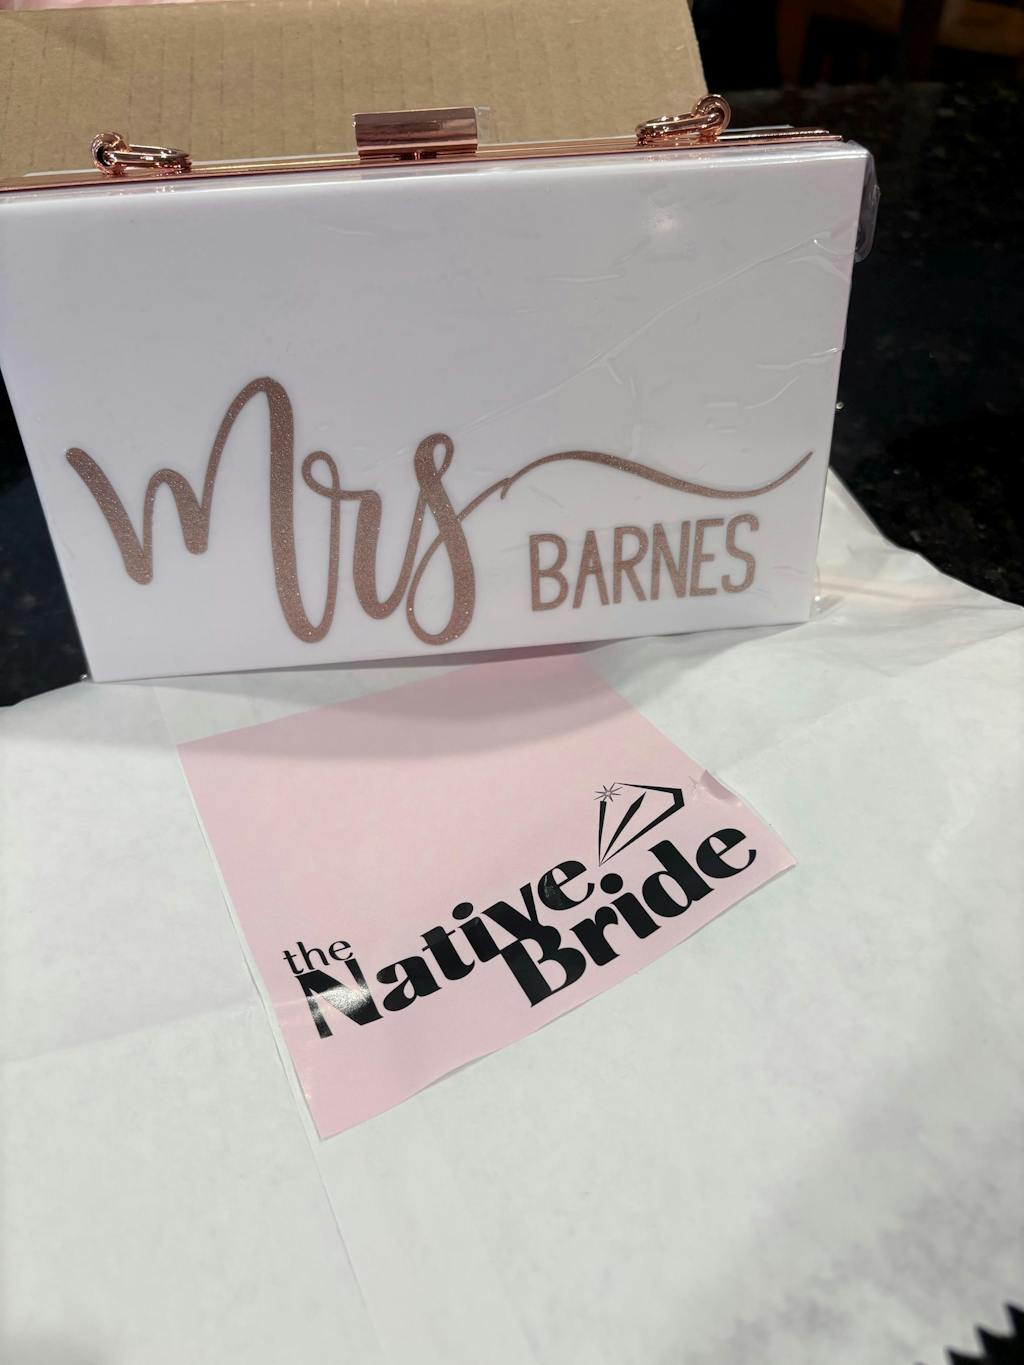 Mrs
BARNES
the
Native
Bride